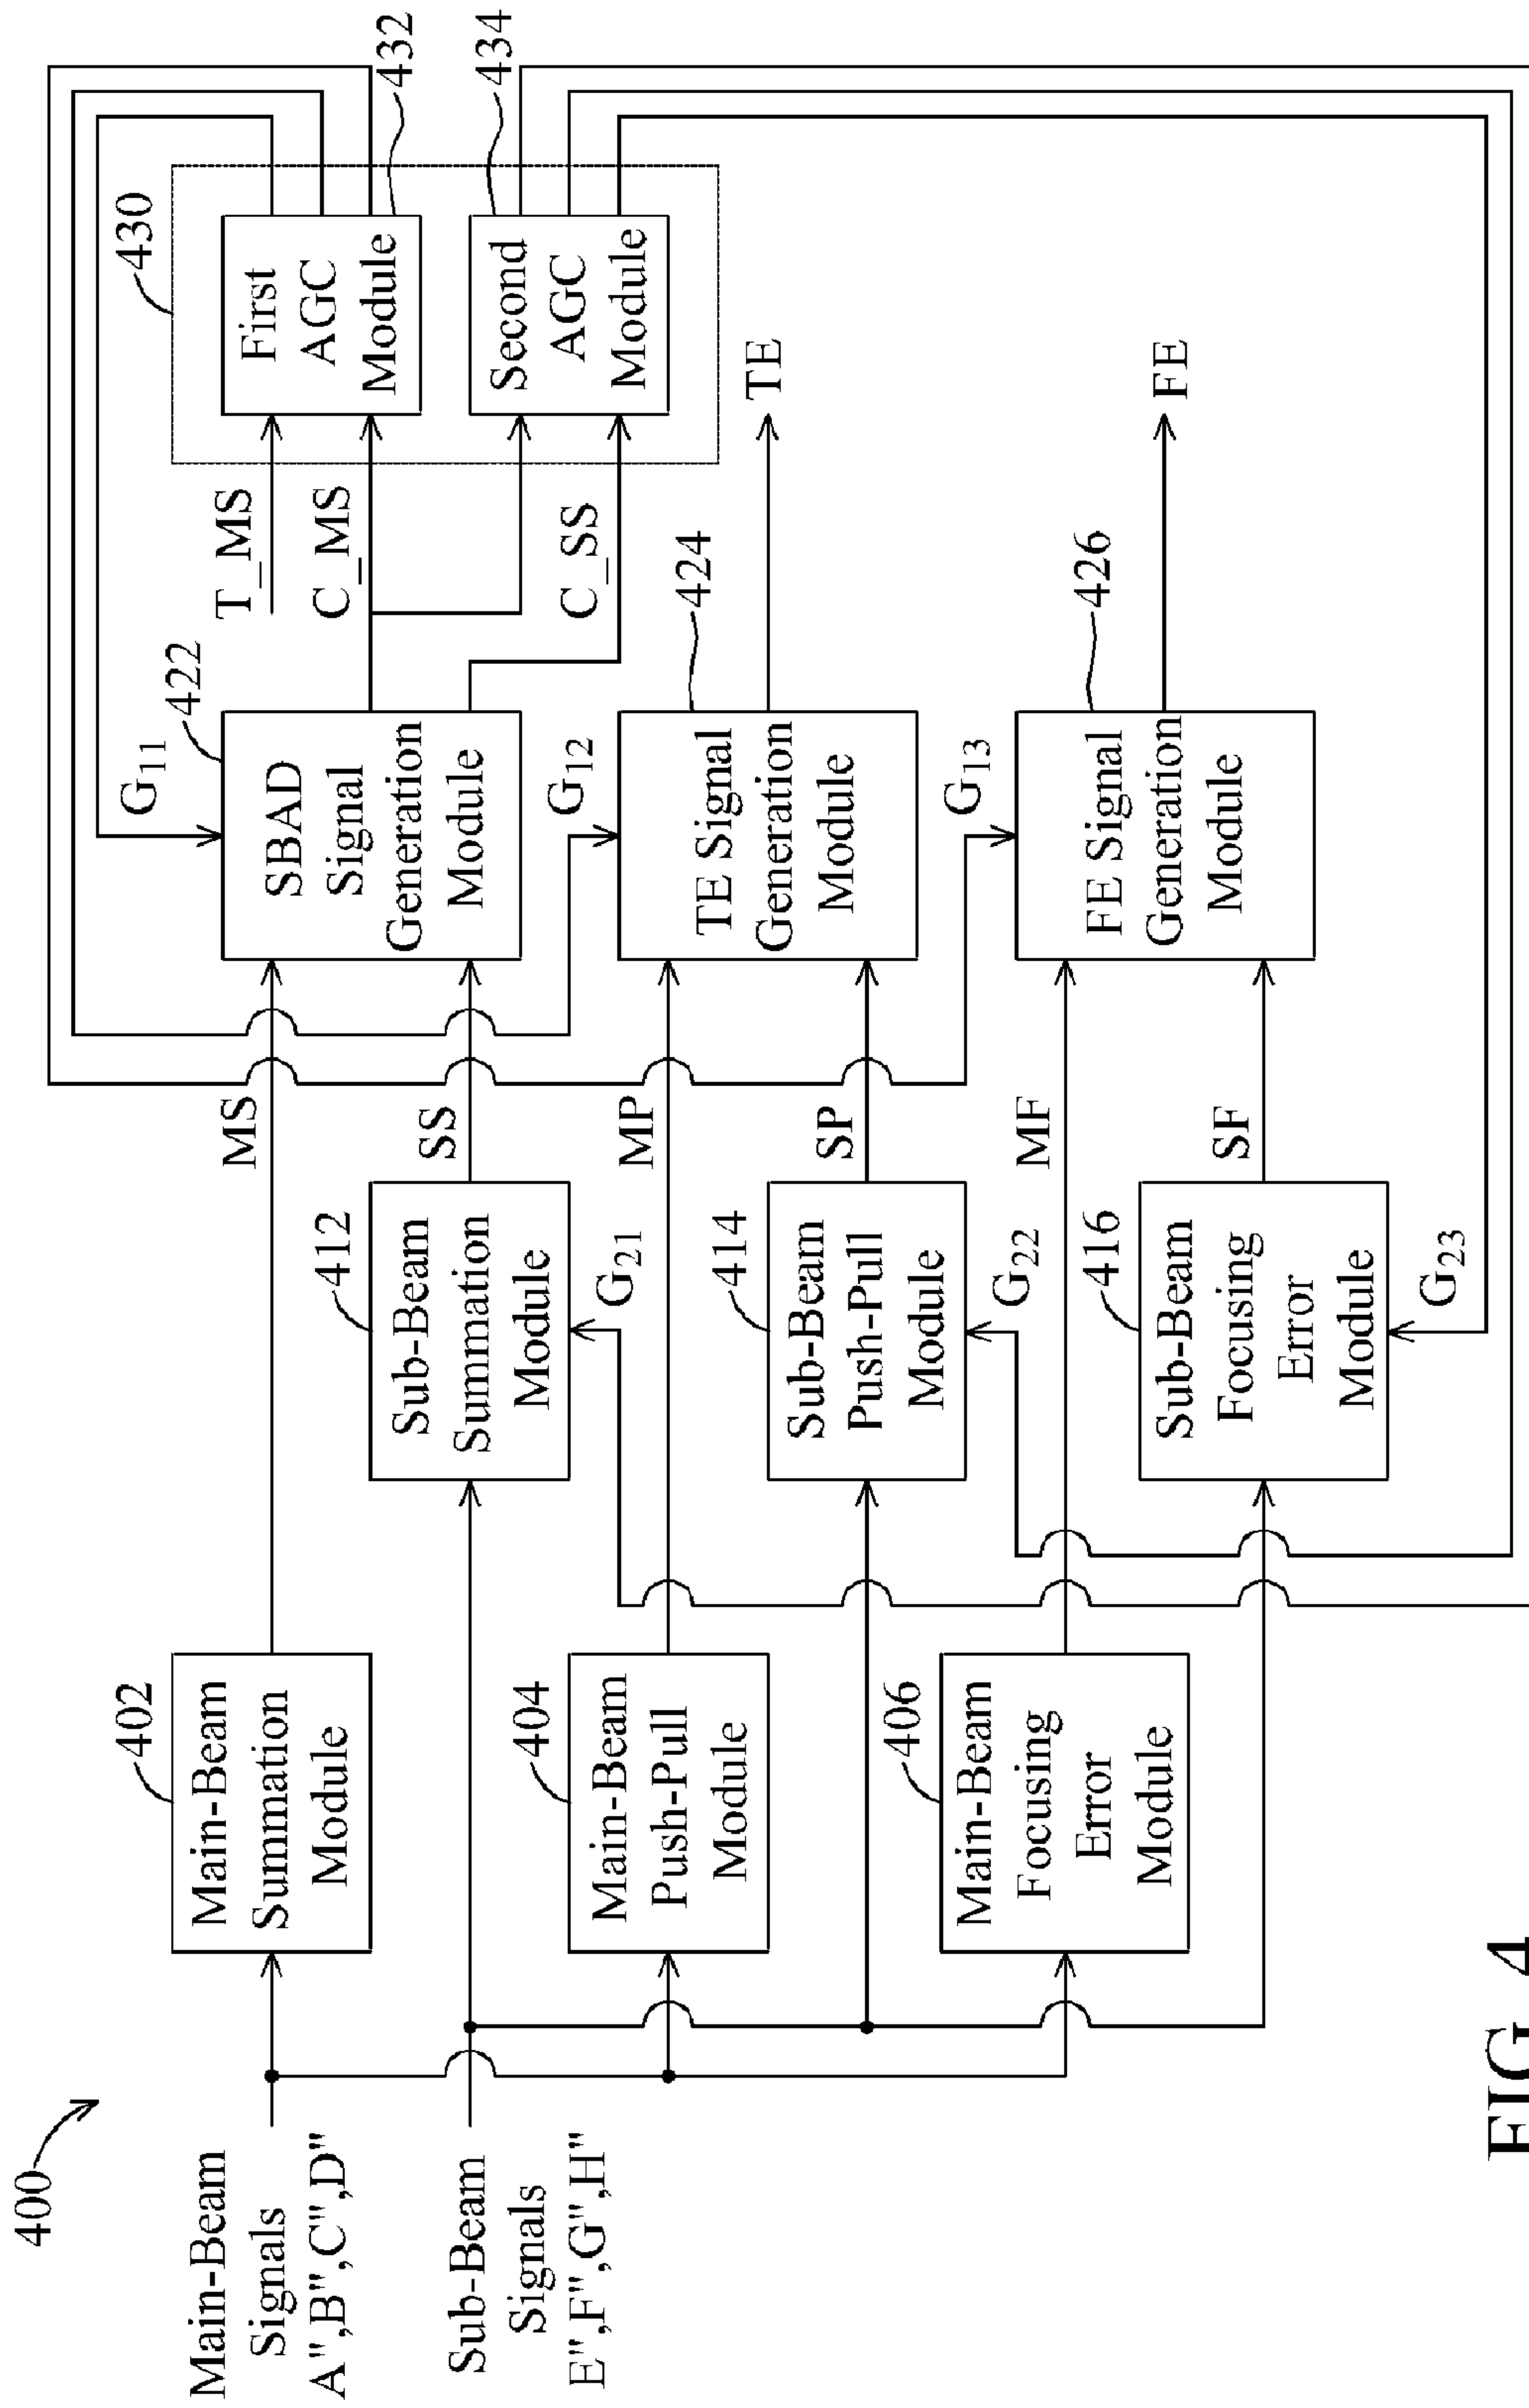 400
Main-Beam
Signals
A",B",C",D"
Sub-Beam
Signals
E",F",G",H"
402
Main-Beam
Summation
Module
404
Main-Beam
Push-Pull
Module
406
Main-Beam
Focusing
Error
Module
412
Sub-Beam
Summation
Module
G21
414
Sub-Beam
Push-Pull
Module
G22
416
Sub-Beam
Focusing
Error
Module
G23
MS
SS
MP
SP
MF
SF
G11
422
SBAD
Signal
Generation
Module
G12
424
TE Signal
Generation
Module
G13
426
FE Signal
Generation
Module
T_MS
C_MS
C_SS
430
First
AGC
Module
432
Second
AGC
Module
434
TE
FE
FIG. 4